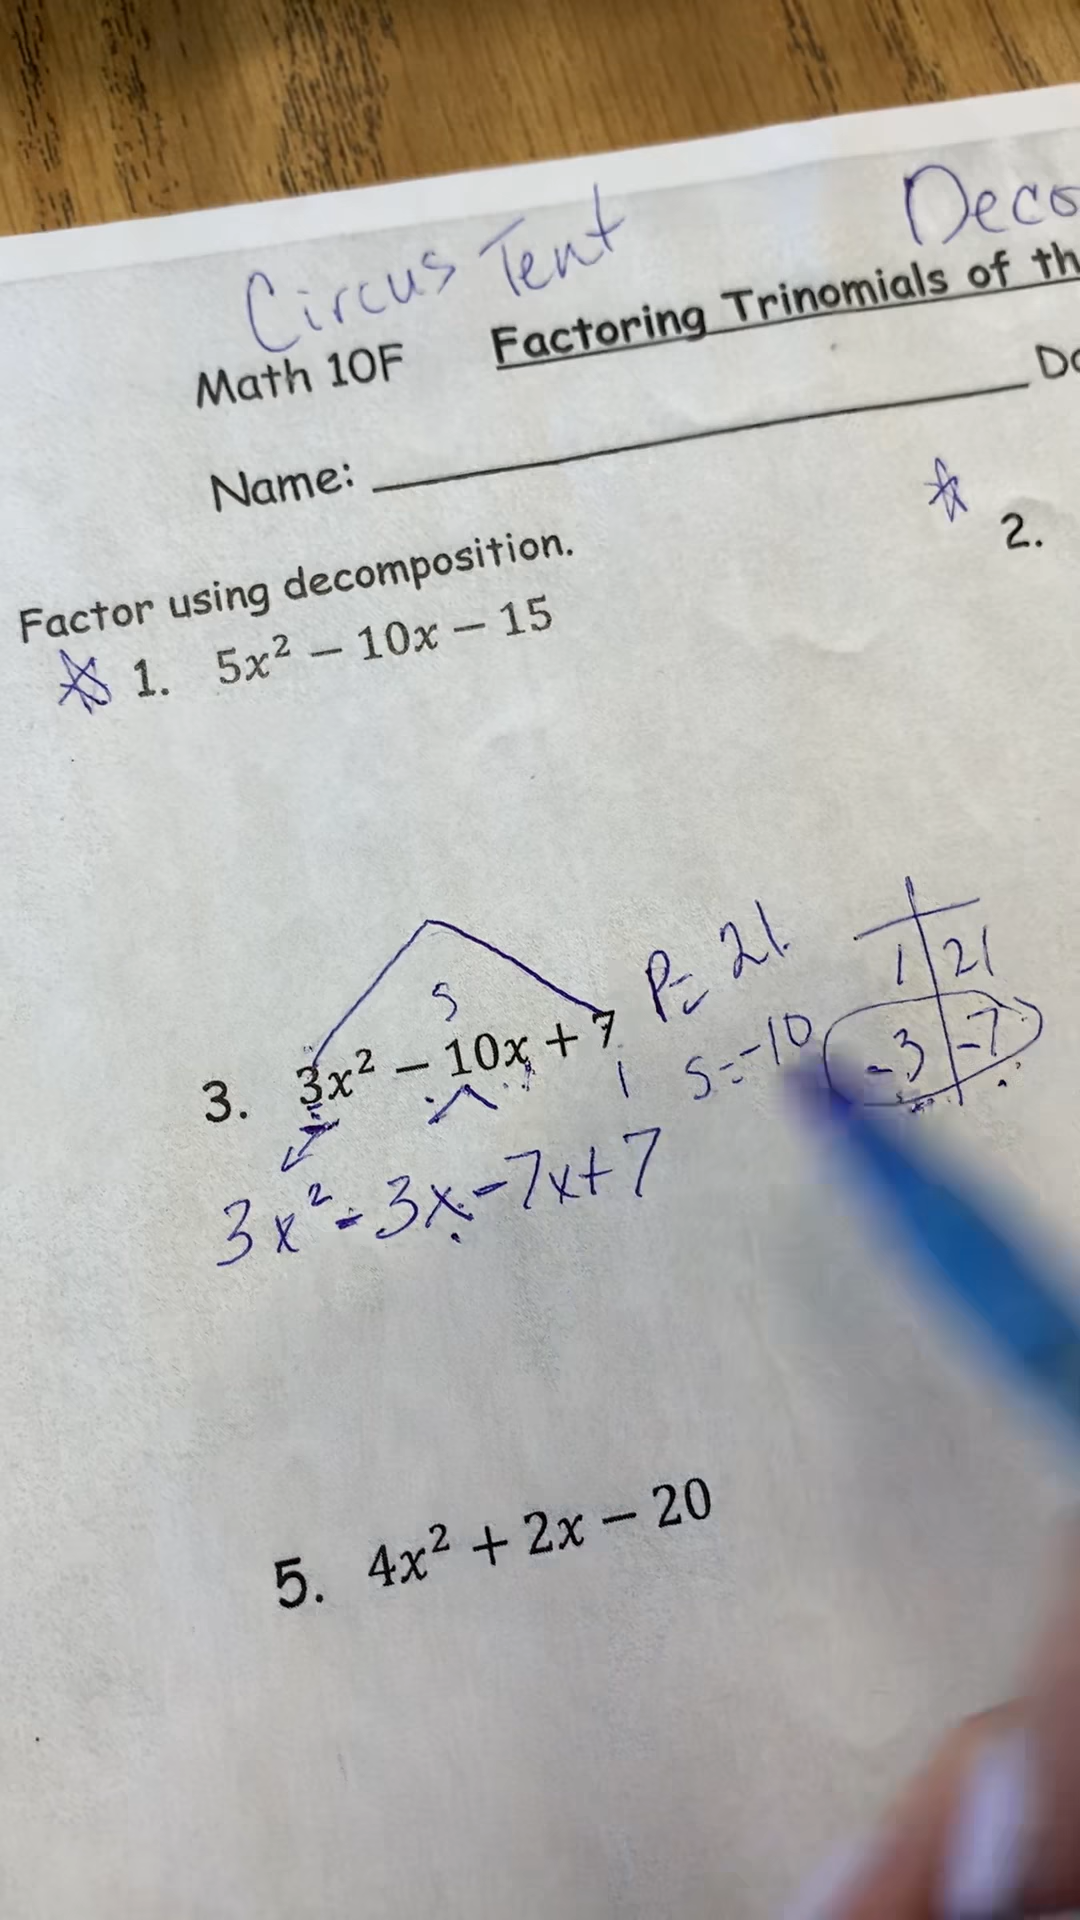 Circus Tent Deco
Math 10F Factoring Trinomials of th
Name:
Factor using decomposition.
1. 5x² – 10x – 15
2.
3. 3x² – 10x + 7
S
P = 21
S = -10
1 21
-3 -7
3x² - 3x - 7x + 7
5. 4x² + 2x – 20